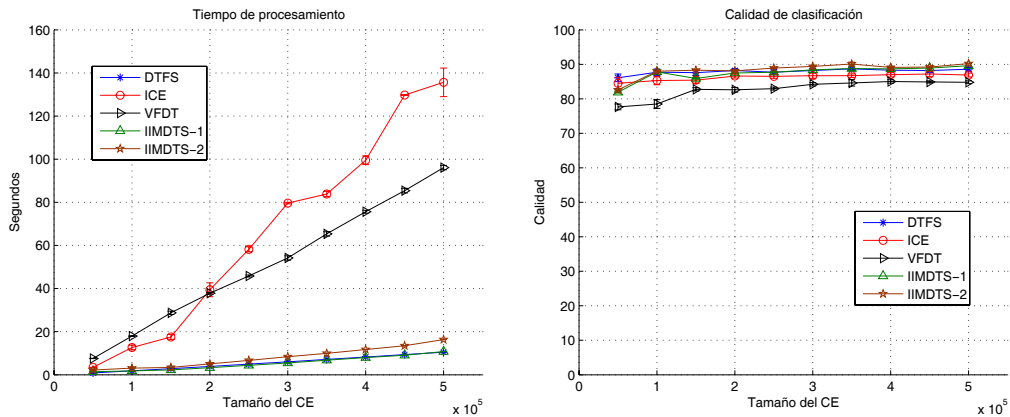 Tiempo de procesamiento
160
140
120
100
80
60
40
20
0
Segundos
DTFS
ICE
VFDT
IIMDTS-1
IIMDTS-2
0
1
2
3
4
5
x 10^5
Tamaño del CE
Calidad de clasificación
100
90
80
70
60
50
40
30
20
10
0
Calidad
DTFS
ICE
VFDT
IIMDTS-1
IIMDTS-2
0
1
2
3
4
5
x 10^5
Tamaño del CE